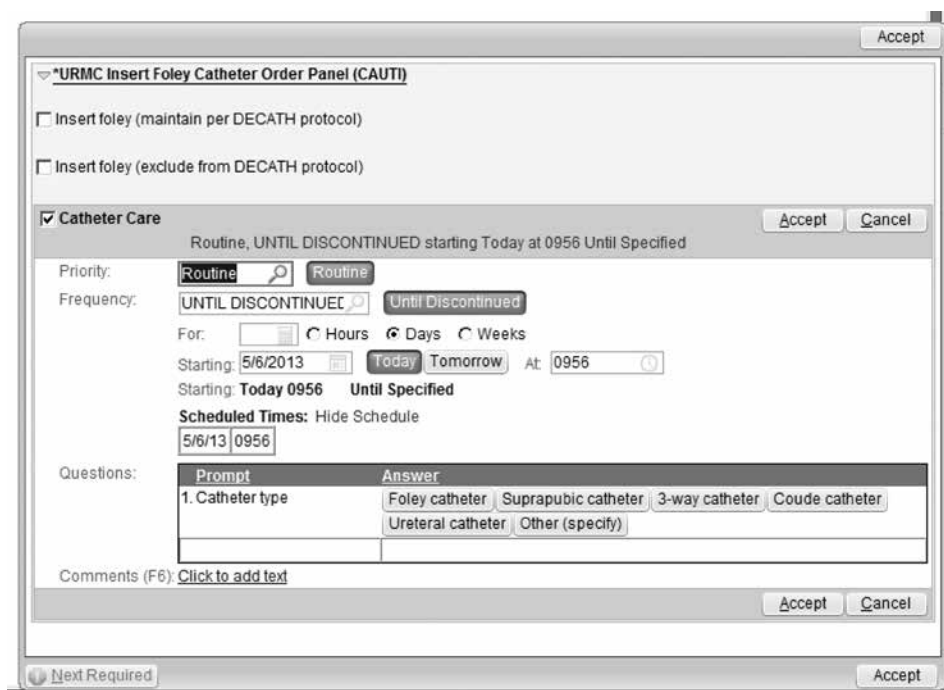 Accept
*URMC Insert Foley Catheter Order Panel (CAUTI)
Insert foley (maintain per DECATH protocol)
Insert foley (exclude from DECATH protocol)
Catheter Care Accept Cancel
Routine, UNTIL DISCONTINUED starting Today at 0956 Until Specified
Priority: Routine Routine
Frequency: UNTIL DISCONTINUED Until Discontinued
For: Hours Days Weeks
Starting: 5/6/2013 Today Tomorrow At: 0956
Starting: Today 0956 Until Specified
Scheduled Times: Hide Schedule
5/6/13 0956
Questions: Prompt Answer
1. Catheter type Foley catheter Suprapubic catheter 3-way catheter Coude catheter
Ureteral catheter Other (specify)
Comments (F6): Click to add text
Accept Cancel
Next Required Accept